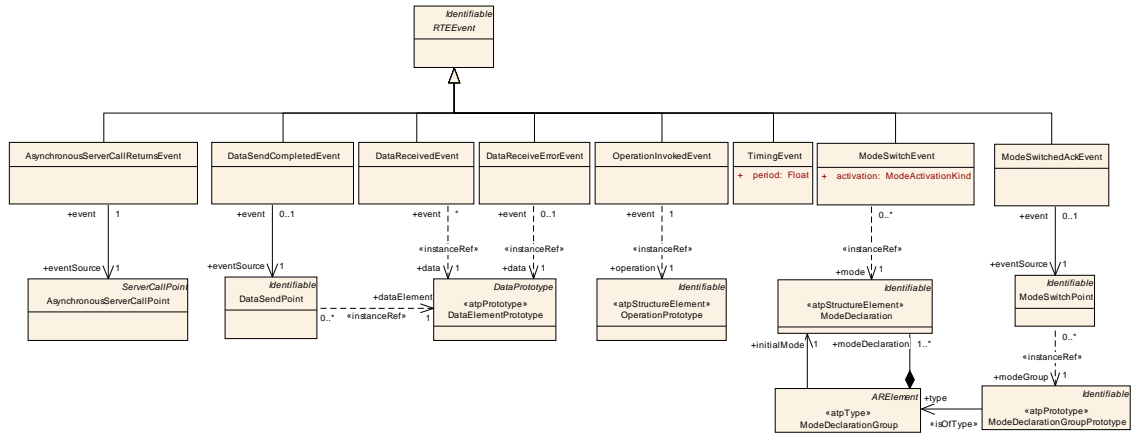 Identifiable
RTEEvent
AsynchronousServerCallReturnsEvent
DataSendCompletedEvent
DataReceivedEvent
DataReceiveErrorEvent
OperationInvokedEvent
TimingEvent
+ period: Float
ModeSwitchEvent
+ activation: ModeActivationKind
ModeSwitchedAckEvent
+event 1
+event 0..1
+event *
+event 0..1
+event 1
0..*
+event 0..1
«instanceRef»
«instanceRef»
«instanceRef»
«instanceRef»
+eventSource 1
+eventSource 1
+data 1
+data 1
+operation 1
+mode 1
+eventSource 1
ServerCallPoint
AsynchronousServerCallPoint
Identifiable
DataSendPoint
+dataElement
0..* «instanceRef» 1
DataPrototype
«atpPrototype»
DataElementPrototype
Identifiable
«atpStructureElement»
OperationPrototype
Identifiable
«atpStructureElement»
ModeDeclaration
Identifiable
ModeSwitchPoint
+initialMode 1
+modeDeclaration 1..*
0..*
«instanceRef»
+modeGroup 1
ARElement
«atpType»
ModeDeclarationGroup
+type
«isOfType»
Identifiable
«atpPrototype»
ModeDeclarationGroupPrototype